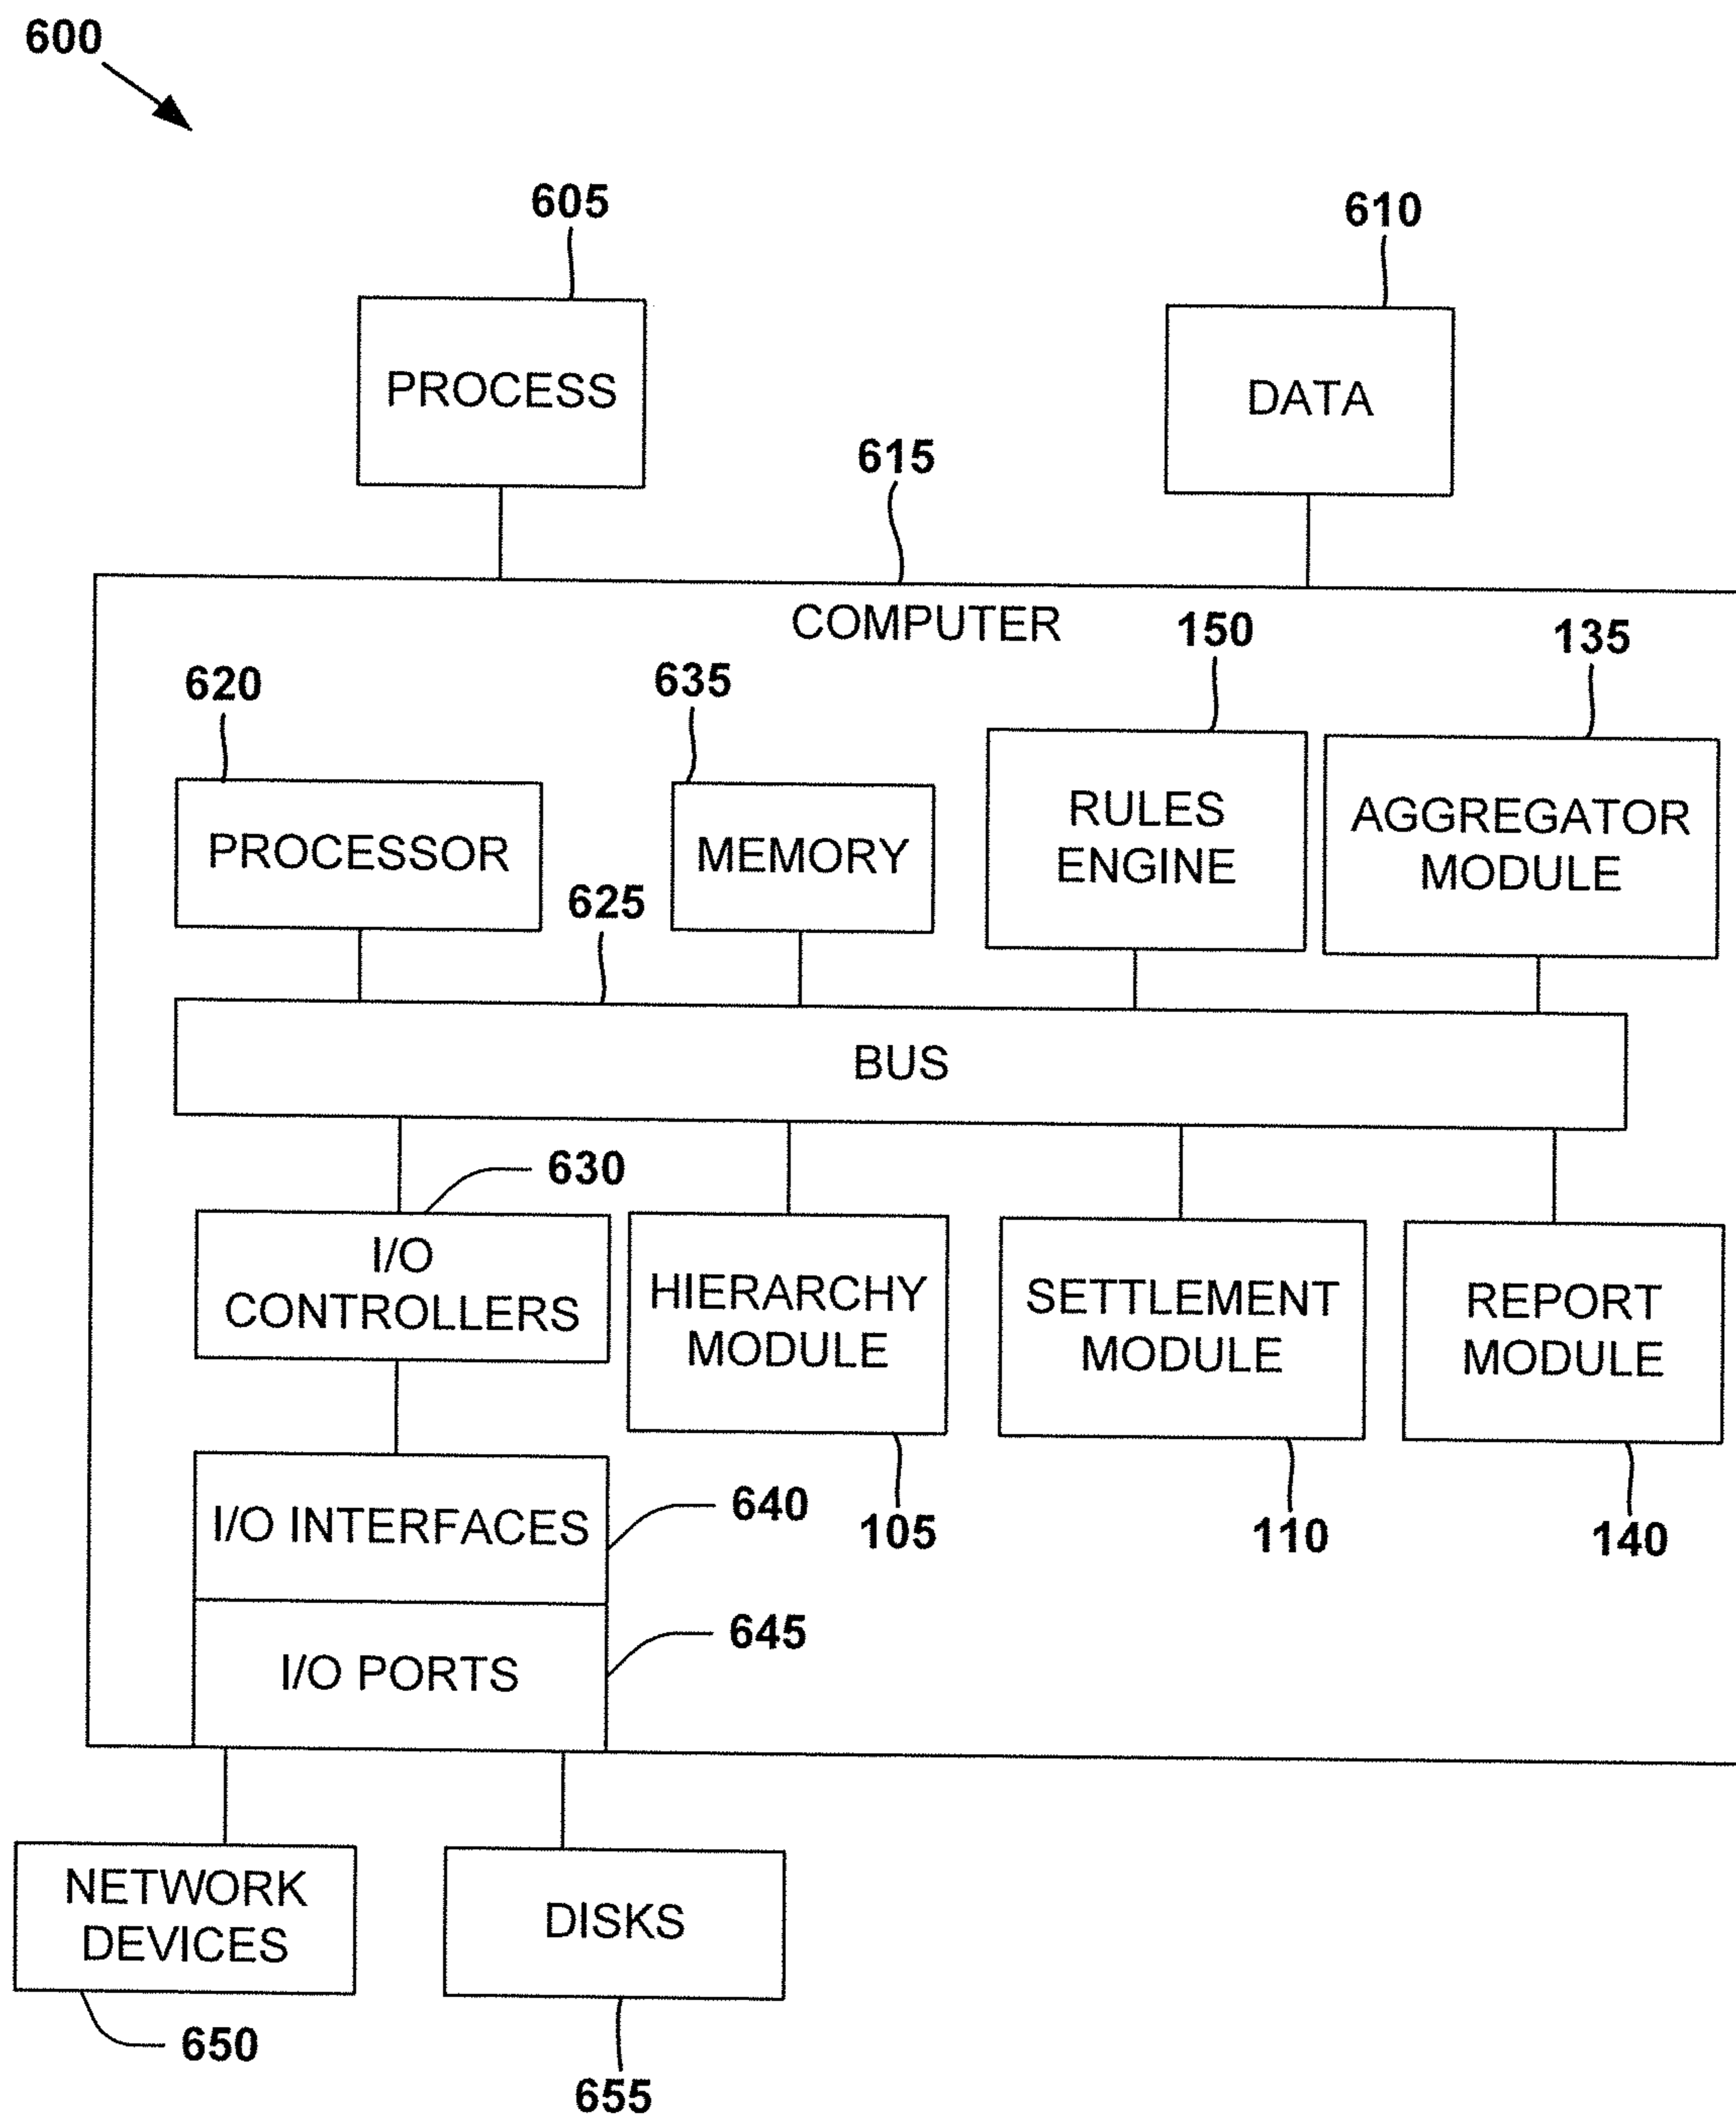 600
605
610
PROCESS
DATA
615
COMPUTER
150
135
620
635
PROCESSOR
MEMORY
RULES
ENGINE
AGGREGATOR
MODULE
625
BUS
630
I/O
CONTROLLERS
HIERARCHY
MODULE
SETTLEMENT
MODULE
REPORT
MODULE
I/O INTERFACES
640
105
110
140
I/O PORTS
645
NETWORK
DEVICES
DISKS
650
655